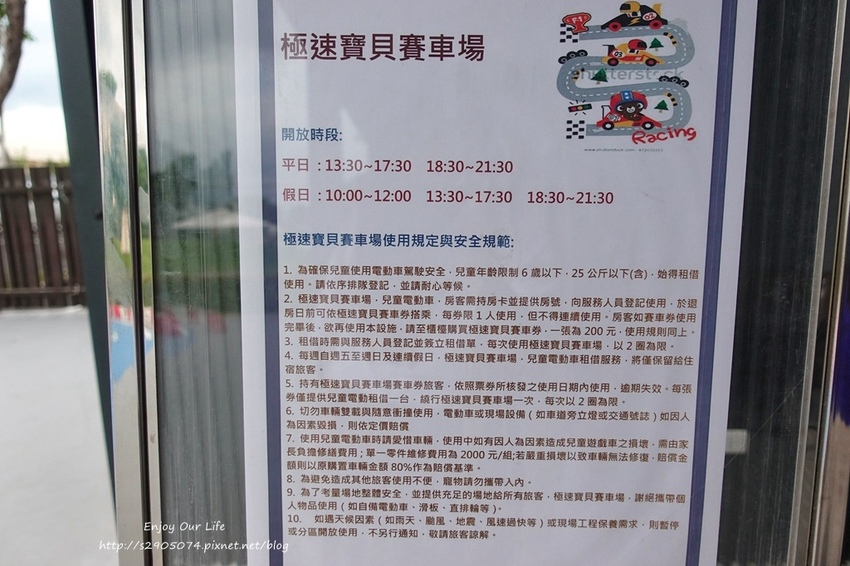 極速寶貝賽車場
Racing
開放時段:
平日 : 13:30~17:30 18:30~21:30
假日 : 10:00~12:00 13:30~17:30 18:30~21:30
極速寶貝賽車場使用規定與安全規範:
1. 為確保兒童使用電動車駕駛安全，兒童年齡限制 6 歲以下，25 公斤以下(含)，始得租借
使用。請依序排隊登記，並請耐心等候。
2. 極速寶貝賽車場，兒童電動車，房客需持房卡並提供房號，向服務人員登記使用，於退
房日前可依極速寶貝賽車券搭乘，每券限 1 人使用，但不得連續使用。房客如賽車券使用
完畢後，欲再使用本設施，請至櫃檯購買極速寶貝賽車券，一張為 200 元，使用規則同上。
3. 租借時需與服務人員登記並簽立租借單，每次使用極速寶貝賽車場，以 2 圈為限。
4. 每週自週五至週日及連續假日，極速寶貝賽車場，兒童電動車租借服務，將僅保留給住
宿旅客。
5. 持有極速寶貝賽車場賽車券旅客，依照票券所核發之使用日期內使用，逾期失效。每張
券僅提供兒童電動租借一台，繞行極速寶貝賽車場一次，每次以 2 圈為限。
6. 切勿車輛雙載與隨意衝撞使用，電動車或現場設備（如車道旁立燈或交通號誌）如因人
為因素毀損，則依定價賠償
7. 使用兒童電動車時請愛借車輛，使用中如有因人為因素造成兒童遊戲車之損壞，需由家
長負擔修繕費用；單一零件維修費用為 2000 元/組;若嚴重損壞以致車輛無法修復，賠償金
額則以原購置車輛金額 80%作為賠償基準。
8. 為避免造成其他旅客使用不便，寵物請勿攜帶入內。
9. 為了考量場地整體安全，並提供充足的場地給所有旅客，極速寶貝賽車場，謝絕攜帶個
人物品使用（如自備電動車、滑板、直排輪等）。
10. 如遇天候因素（如雨天、颱風、地震、風速過快等）或現場工程保養需求，則暫停
或分區開放使用，不另行通知，敬請旅客諒解。
Enjoy Our Life
http://s2905074.pixnet.net/blog